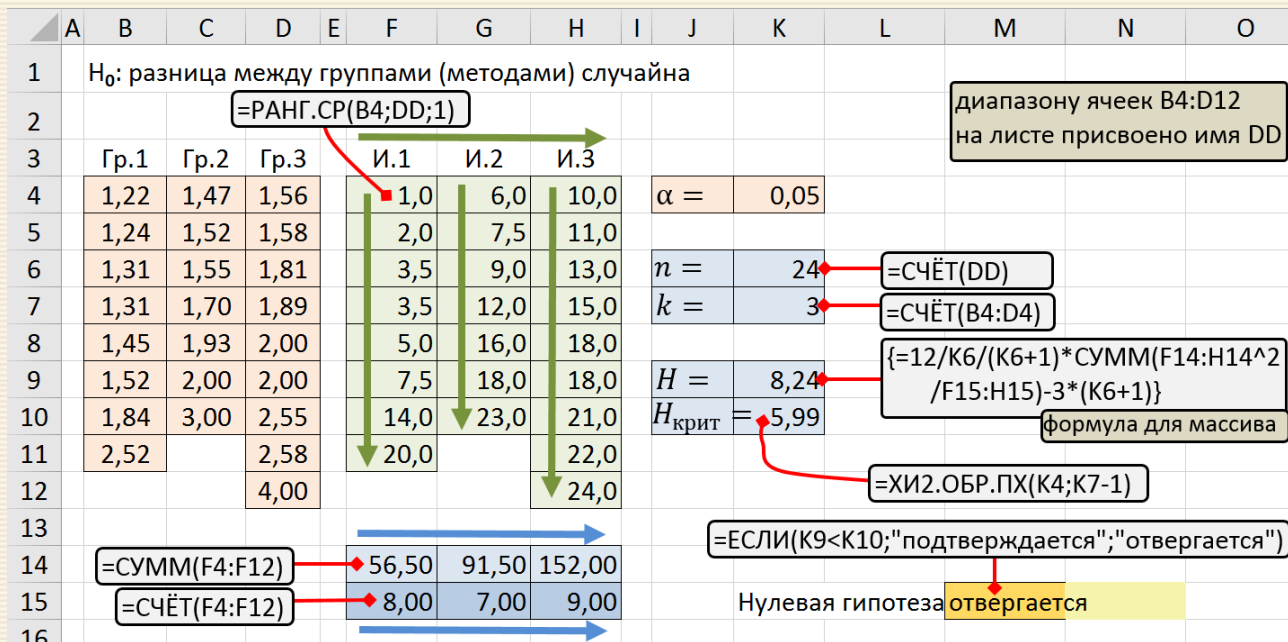 A B C D E F G H I J K L M N O
1 H₀: разница между группами (методами) случайна
=РАНГ.СР(B4;DD;1)
диапазону ячеек B4:D12
2
на листе присвоено имя DD
3 Гр.1 Гр.2 Гр.3 И.1 И.2 И.3
4 1,22 1,47 1,56 1,0 6,0 10,0 α = 0,05
5 1,24 1,52 1,58 2,0 7,5 11,0
6 1,31 1,55 1,81 3,5 9,0 13,0 n = 24 =СЧЁТ(DD)
7 1,31 1,70 1,89 3,5 12,0 15,0 k = 3 =СЧЁТ(B4:D4)
8 1,45 1,93 2,00 5,0 16,0 18,0
{=12/K6/(K6+1)*СУММ(F14:H14^2
/F15:H15)-3*(K6+1)}
9 1,52 2,00 2,00 7,5 18,0 18,0 H = 8,24
10 1,84 3,00 2,55 14,0 23,0 21,0 Hкрит = 5,99
формула для массива
11 2,52 2,58 20,0 22,0
=ХИ2.ОБР.ПХ(K4;K7-1)
12 4,00 24,0
13
=ЕСЛИ(K9<K10;"подтверждается";"отвергается")
14 =СУММ(F4:F12) 56,50 91,50 152,00
15 =СЧЁТ(F4:F12) 8,00 7,00 9,00 Нулевая гипотеза отвергается
16